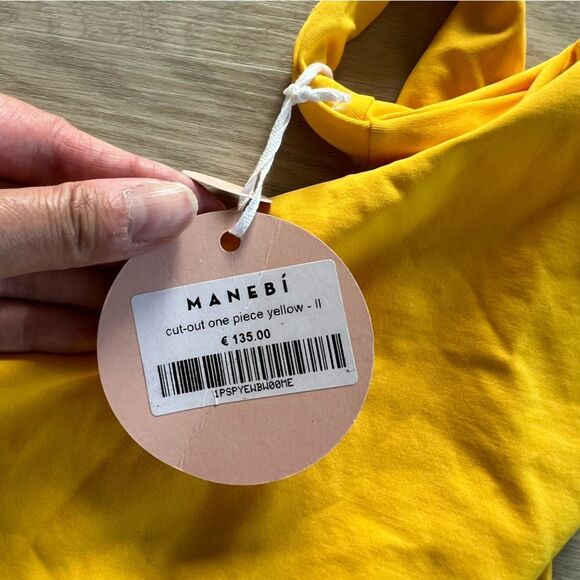 MANEBÍ
cut-out one piece yellow - II
€ 135.00
1PSPYEWBW00ME